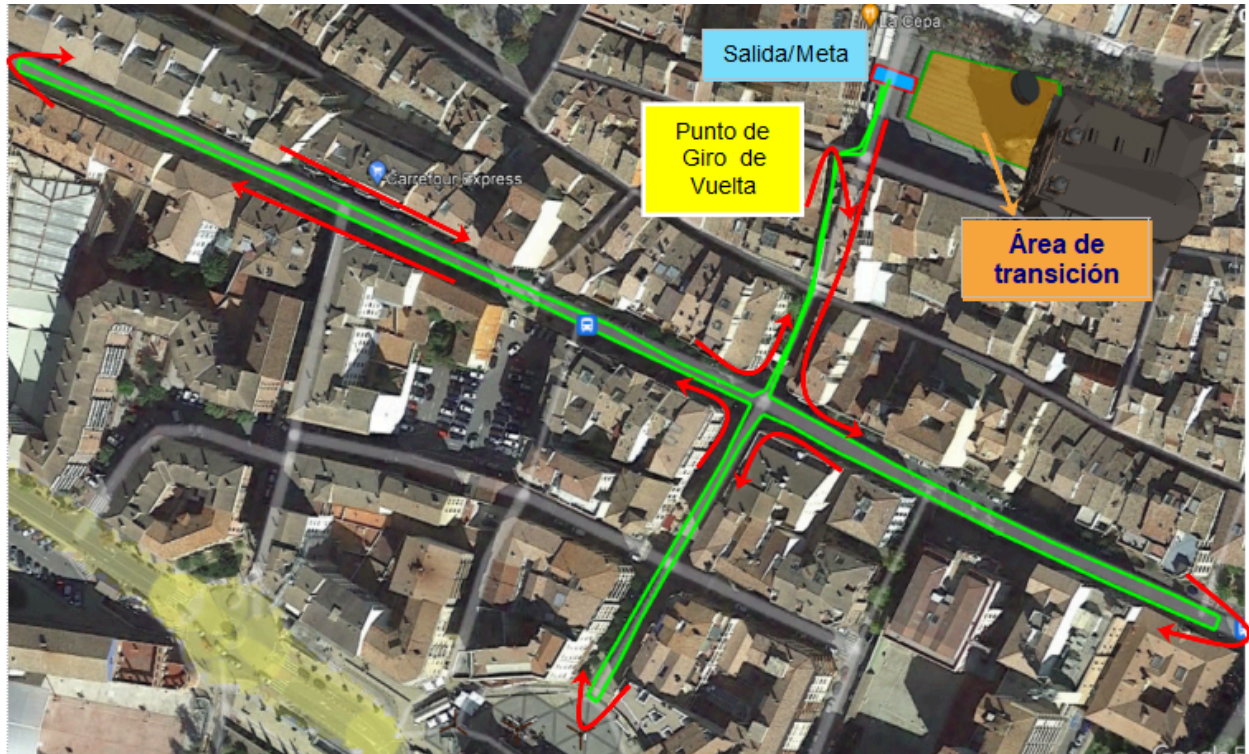 La Cepa
Salida/Meta
Punto de
Giro de
Vuelta
Carrefour Express
Área de
transición